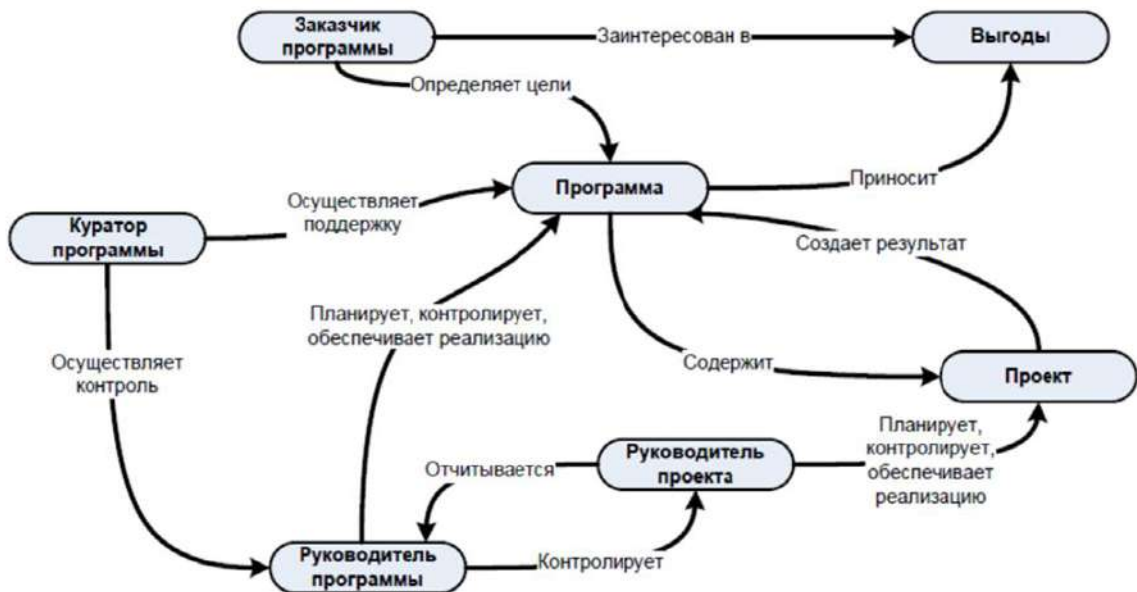 Заказчик
программы
Заинтересован в
Выгоды
Определяет цели
Программа
Приносит
Осуществляет
поддержку
Куратор
программы
Создает результат
Планирует, контролирует,
обеспечивает реализацию
Осуществляет
контроль
Содержит
Проект
Планирует,
контролирует,
обеспечивает
реализацию
Руководитель
проекта
Отчитывается
Руководитель
программы
Контролирует